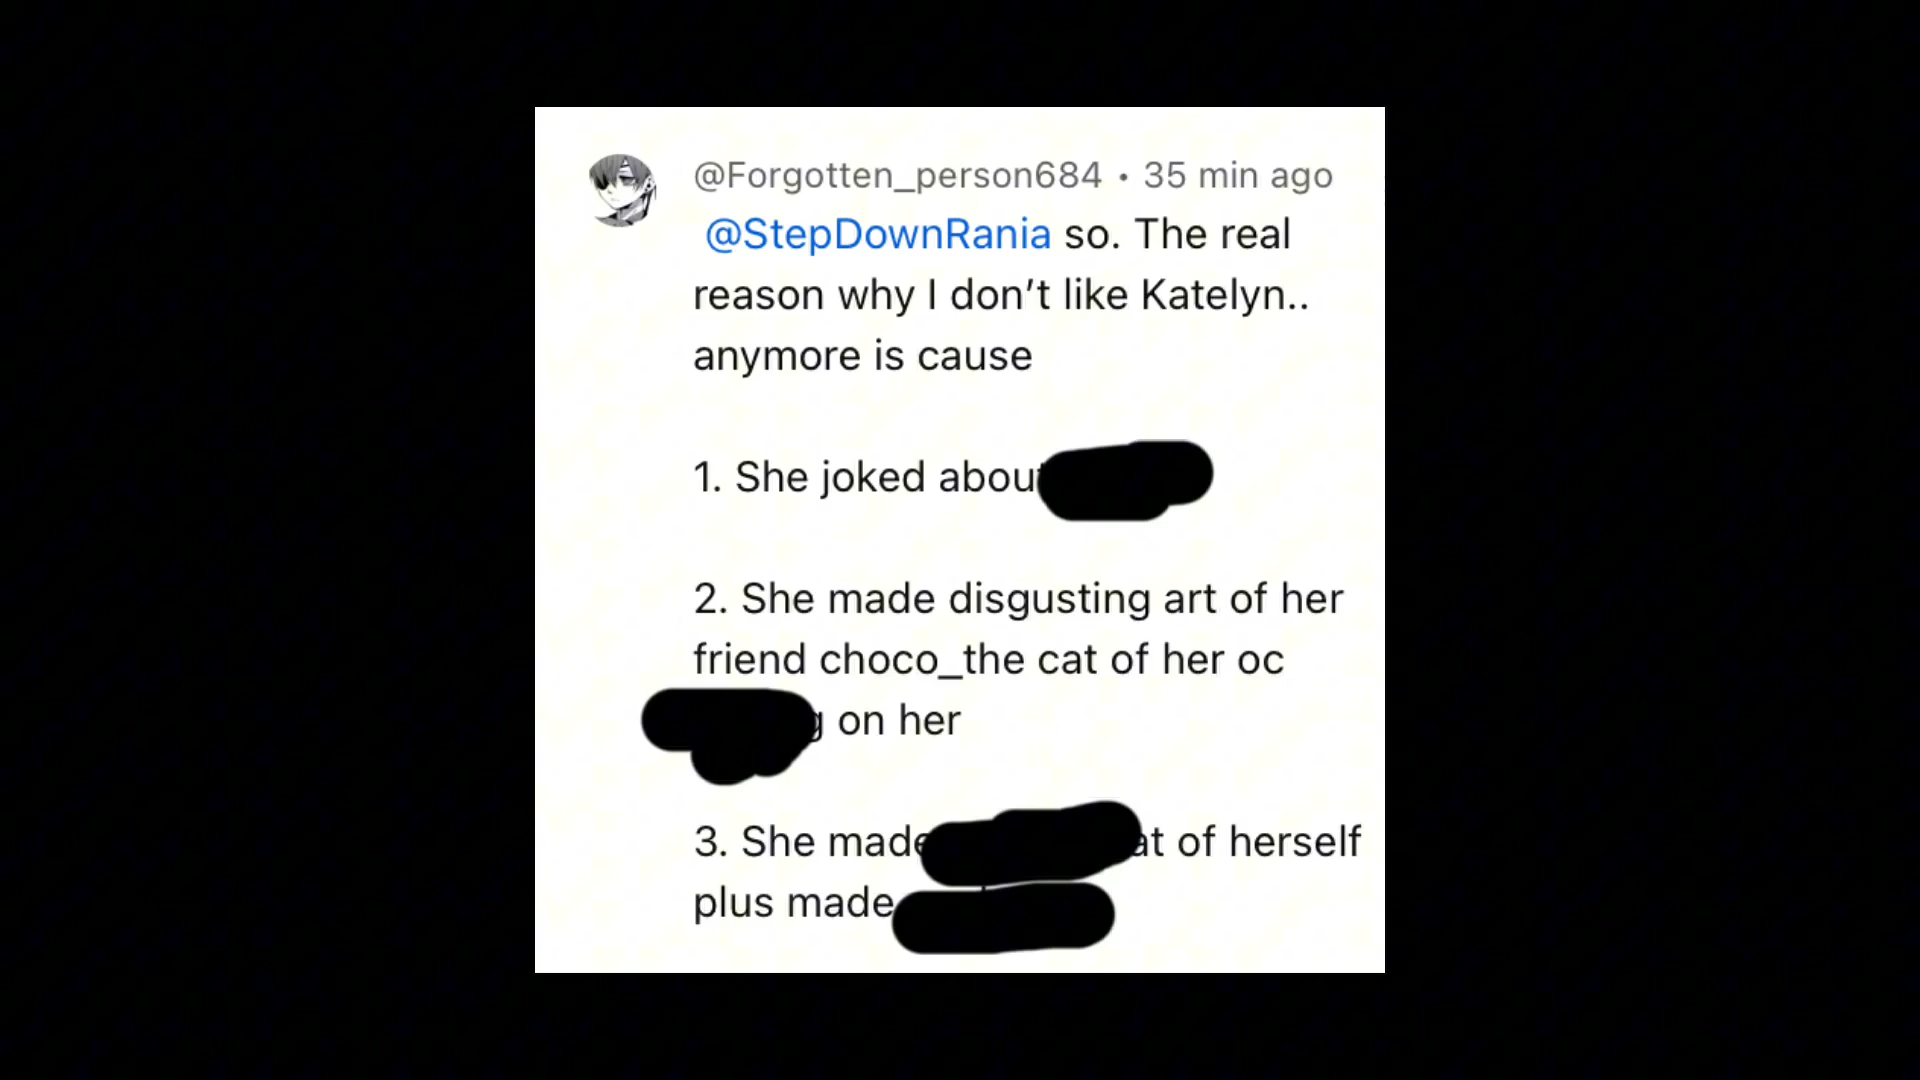 @Forgotten_person684 • 35 min ago
@StepDownRania so. The real
reason why I don’t like Katelyn..
anymore is cause
1. She joked abou
2. She made disgusting art of her
friend choco_the cat of her oc
g on her
3. She made at of herself
plus made